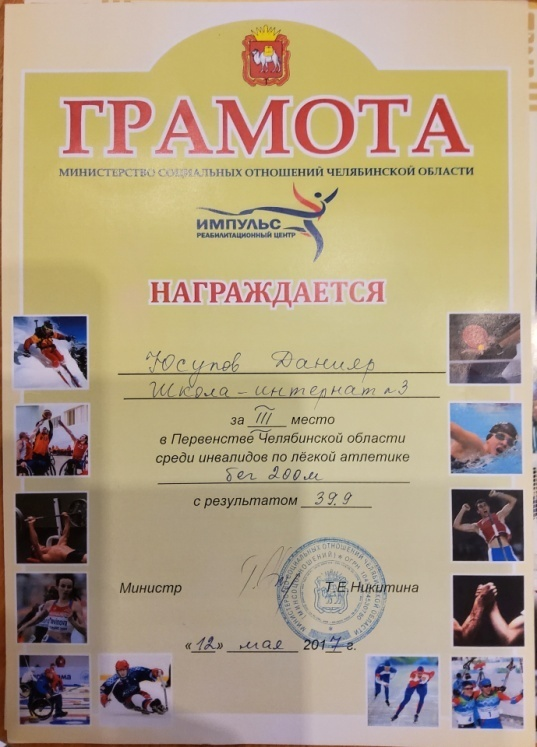 ГРАМОТА
МИНИСТЕРСТВО СОЦИАЛЬНЫХ ОТНОШЕНИЙ ЧЕЛЯБИНСКОЙ ОБЛАСТИ
ИМПУЛЬС
РЕАБИЛИТАЦИОННЫЙ ЦЕНТР
НАГРАЖДАЕТСЯ
Юсупов Данияр
Школа-интернат №3
за III место
в Первенстве Челябинской области
среди инвалидов по лёгкой атлетике
бег 200м
с результатом 39.9
Министр Т.Е.Никитина
«12» мая 2017 г.